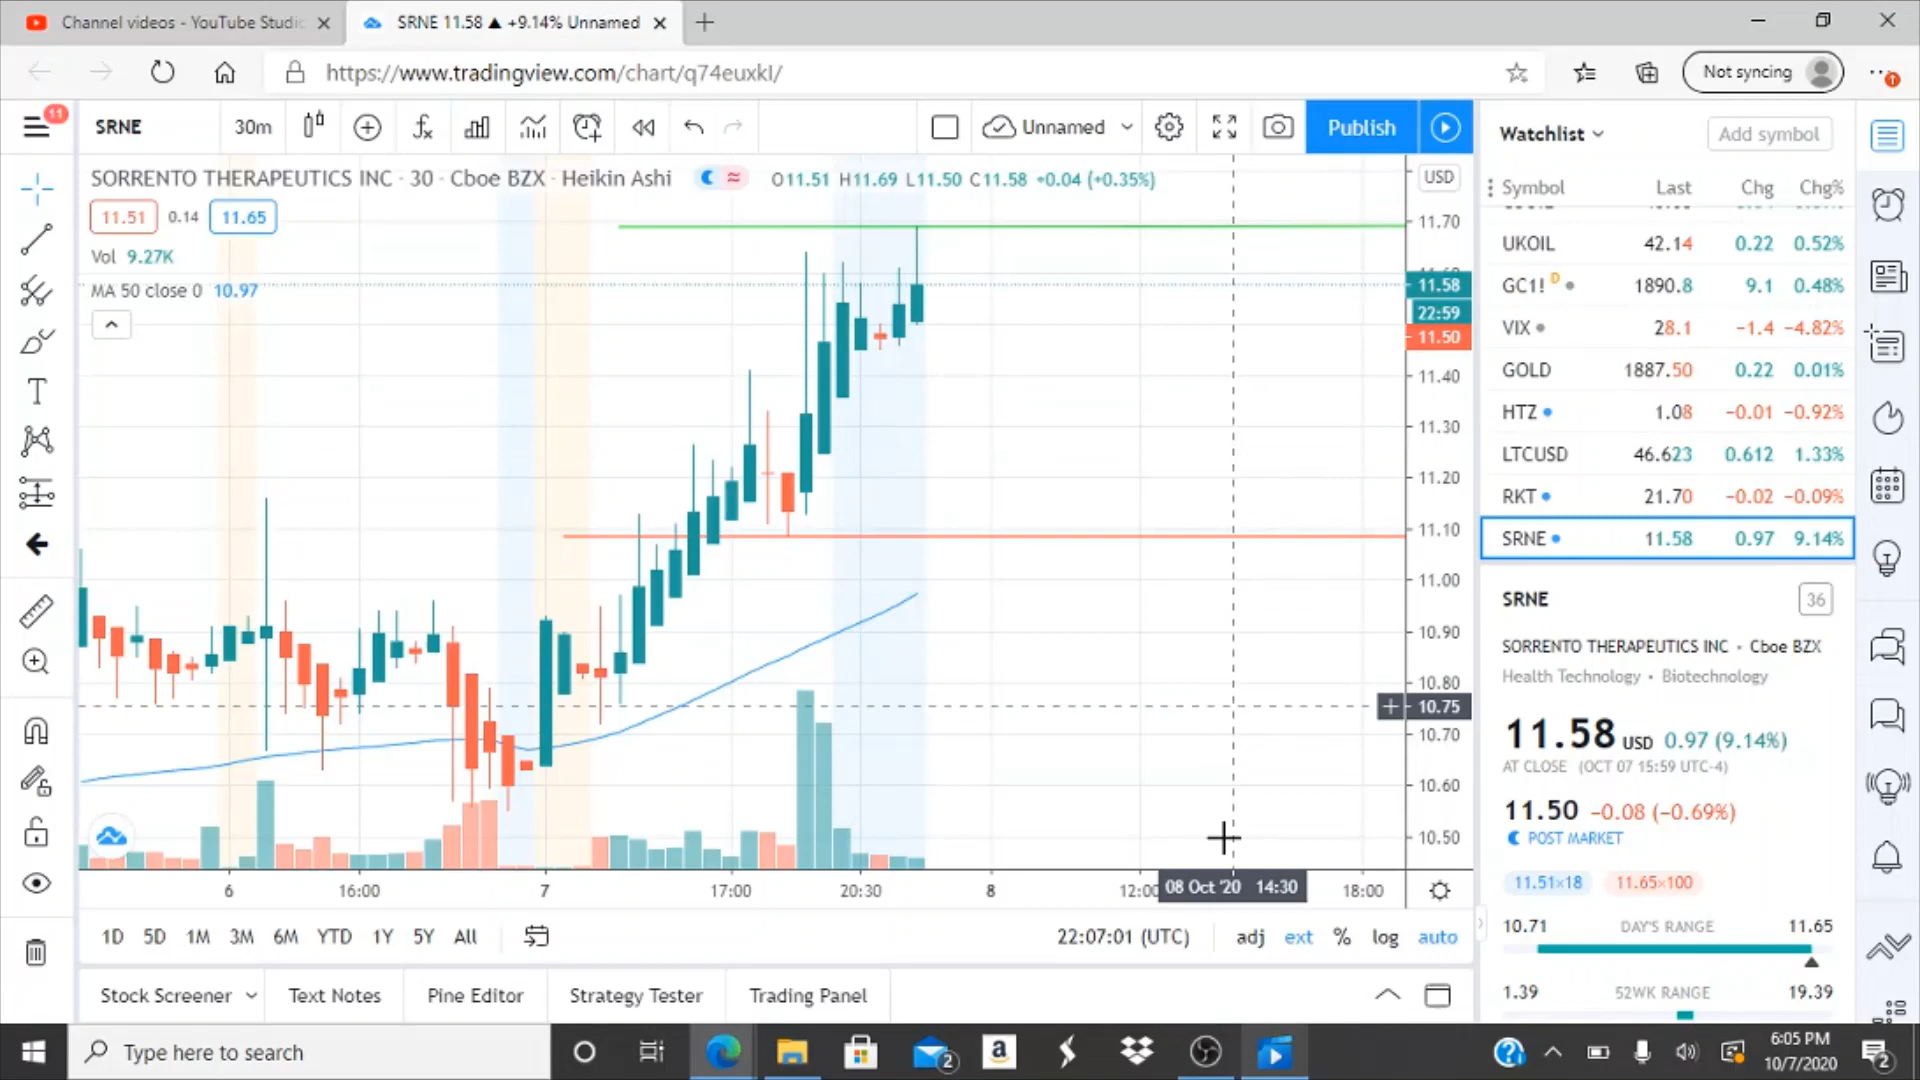 Channel videos - YouTube Studio
SRNE 11.58 ▲ +9.14% Unnamed
https://www.tradingview.com/chart/q74euxkI/
Not syncing
11
SRNE
30m
Unnamed
Publish
Watchlist
Add symbol
SORRENTO THERAPEUTICS INC · 30 · Cboe BZX · Heikin Ashi
O11.51 H11.69 L11.50 C11.58 +0.04 (+0.35%)
USD
11.51
0.14
11.65
Vol 9.27K
MA 50 close 0 10.97
11.70
11.58
22:59
11.50
11.40
11.30
11.20
11.10
11.00
10.90
10.80
10.75
10.70
10.60
10.50
6
16:00
7
17:00
20:30
8
12:00
08 Oct '20 14:30
18:00
1D 5D 1M 3M 6M YTD 1Y 5Y All
22:07:01 (UTC)
adj ext % log auto
Stock Screener
Text Notes
Pine Editor
Strategy Tester
Trading Panel
Symbol Last Chg Chg%
UKOIL 42.14 0.22 0.52%
GC1! D 1890.8 9.1 0.48%
VIX 28.1 −1.4 −4.82%
GOLD 1887.50 0.22 0.01%
HTZ 1.08 −0.01 −0.92%
LTCUSD 46.623 0.612 1.33%
RKT 21.70 −0.02 −0.09%
SRNE 11.58 0.97 9.14%
SRNE
36
SORRENTO THERAPEUTICS INC • Cboe BZX
Health Technology • Biotechnology
11.58 USD 0.97 (9.14%)
AT CLOSE (OCT 07 15:59 UTC-4)
11.50 −0.08 (−0.69%)
POST MARKET
11.51×18
11.65×100
10.71 DAY'S RANGE 11.65
1.39 52WK RANGE 19.39
Type here to search
2
6:05 PM
10/7/2020
2